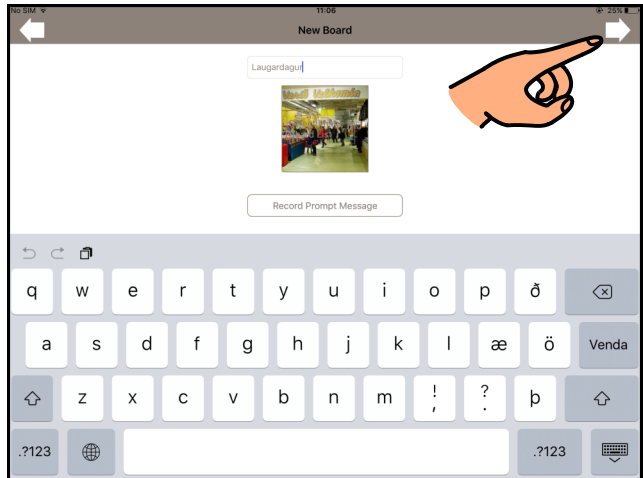 No SIM 11:06 25%
New Board
Laugardagur
Record Prompt Message
q w e r t y u i o p ð
a s d f g h j k l æ ö Venda
z x c v b n m ! , ? . þ
.?123 .?123